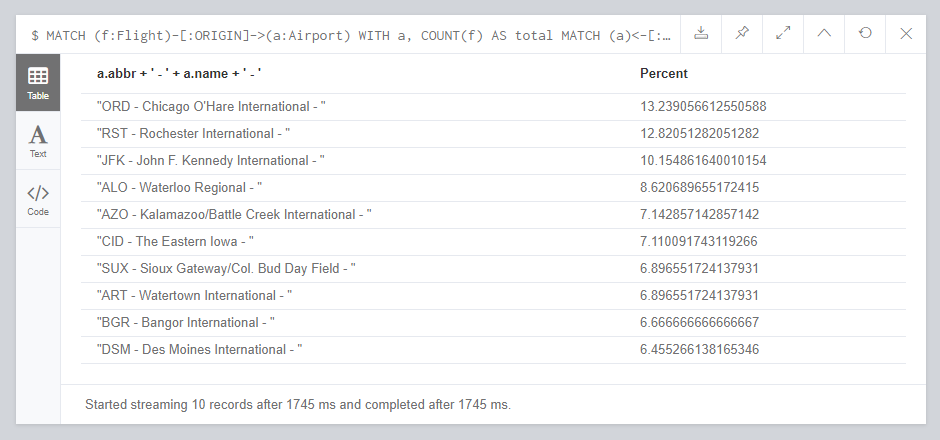 $ MATCH (f:Flight)-[:ORIGIN]->(a:Airport) WITH a, COUNT(f) AS total MATCH (a)<-[:…
Table
Text
Code
a.abbr + ' - ' + a.name + ' - ' Percent
"ORD - Chicago O'Hare International - " 13.239056612550588
"RST - Rochester International - " 12.82051282051282
"JFK - John F. Kennedy International - " 10.154861640010154
"ALO - Waterloo Regional - " 8.620689655172415
"AZO - Kalamazoo/Battle Creek International - " 7.142857142857142
"CID - The Eastern Iowa - " 7.110091743119266
"SUX - Sioux Gateway/Col. Bud Day Field - " 6.896551724137931
"ART - Watertown International - " 6.896551724137931
"BGR - Bangor International - " 6.666666666666667
"DSM - Des Moines International - " 6.455266138165346
Started streaming 10 records after 1745 ms and completed after 1745 ms.